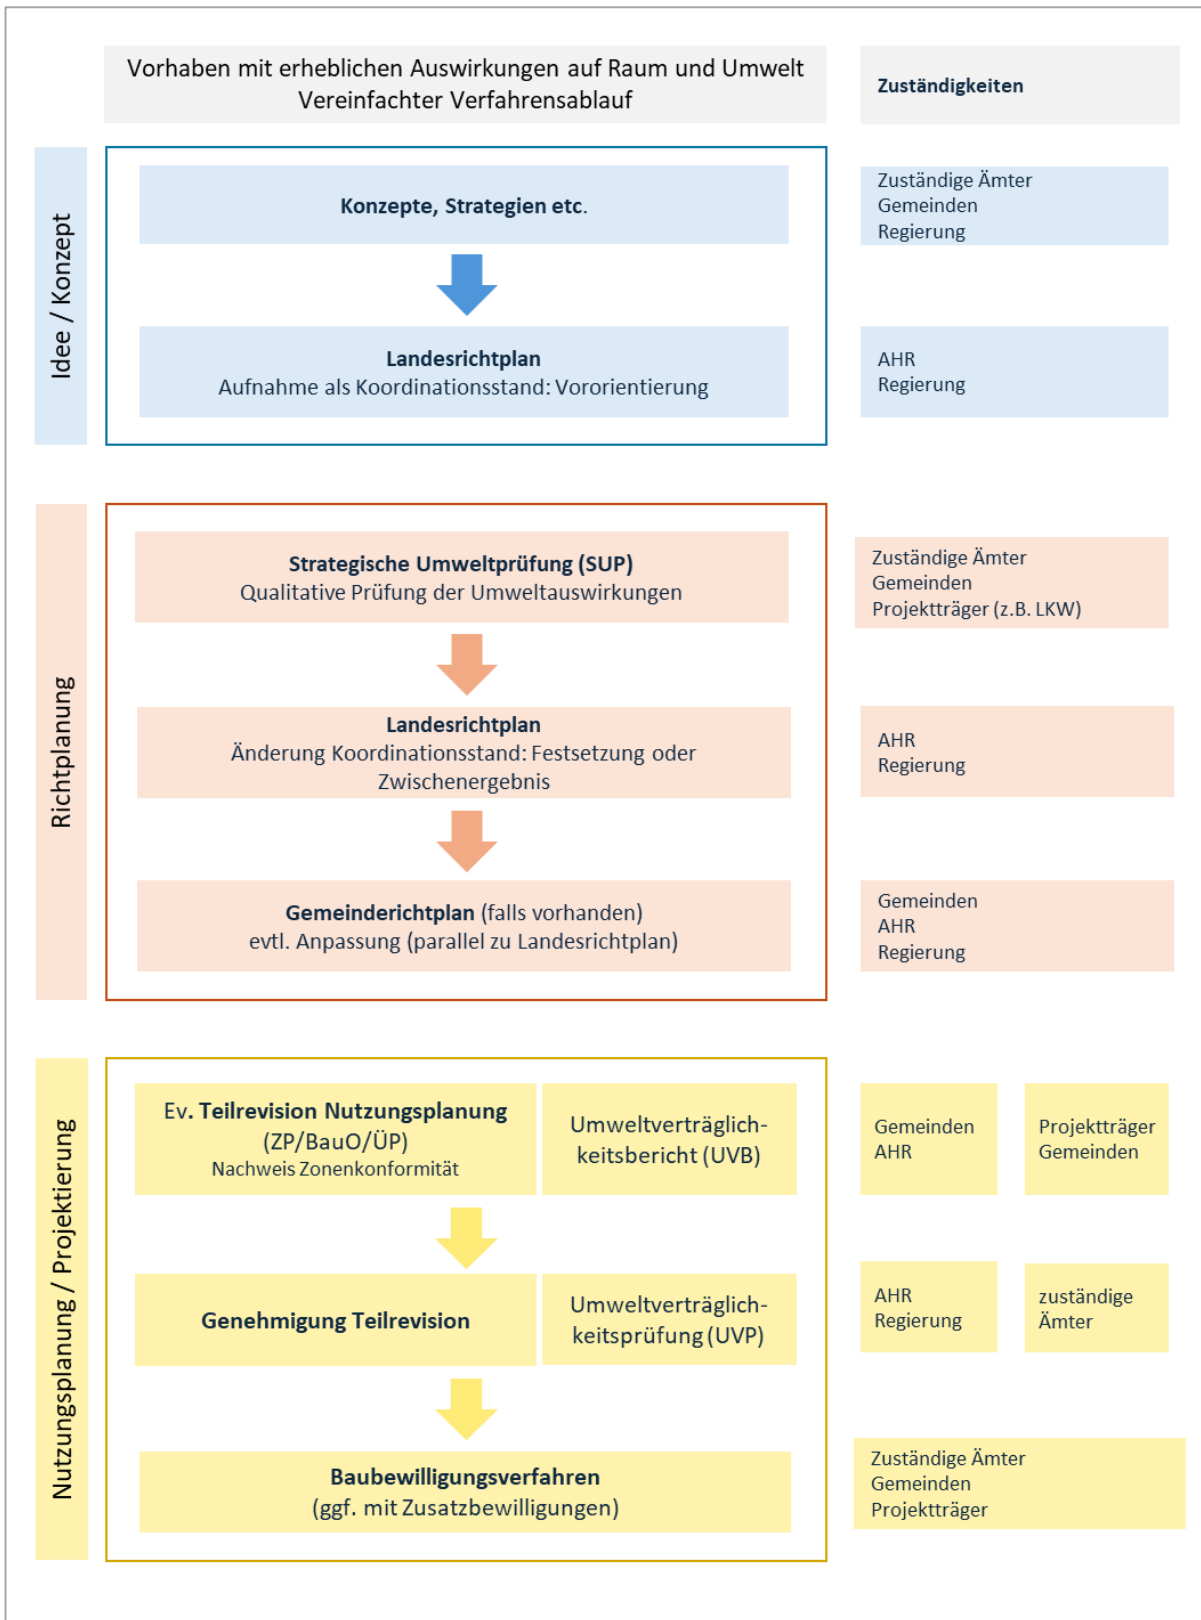 Vorhaben mit erheblichen Auswirkungen auf Raum und Umwelt
Vereinfachter Verfahrensablauf
Zuständigkeiten
Idee / Konzept
Konzepte, Strategien etc.
Zuständige Ämter
Gemeinden
Regierung
Landesrichtplan
Aufnahme als Koordinationsstand: Vororientierung
AHR
Regierung
Richtplanung
Strategische Umweltprüfung (SUP)
Qualitative Prüfung der Umweltauswirkungen
Zuständige Ämter
Gemeinden
Projektträger (z.B. LKW)
Landesrichtplan
Änderung Koordinationsstand: Festsetzung oder
Zwischenergebnis
AHR
Regierung
Gemeinderichtplan (falls vorhanden)
evtl. Anpassung (parallel zu Landesrichtplan)
Gemeinden
AHR
Regierung
Nutzungsplanung / Projektierung
Ev. Teilrevision Nutzungsplanung
(ZP/BauO/ÜP)
Nachweis Zonenkonformität
Umweltverträglich-
keitsbericht (UVB)
Gemeinden
AHR
Projektträger
Gemeinden
Genehmigung Teilrevision
Umweltverträglich-
keitsprüfung (UVP)
AHR
Regierung
zuständige
Ämter
Baubewilligungsverfahren
(ggf. mit Zusatzbewilligungen)
Zuständige Ämter
Gemeinden
Projektträger